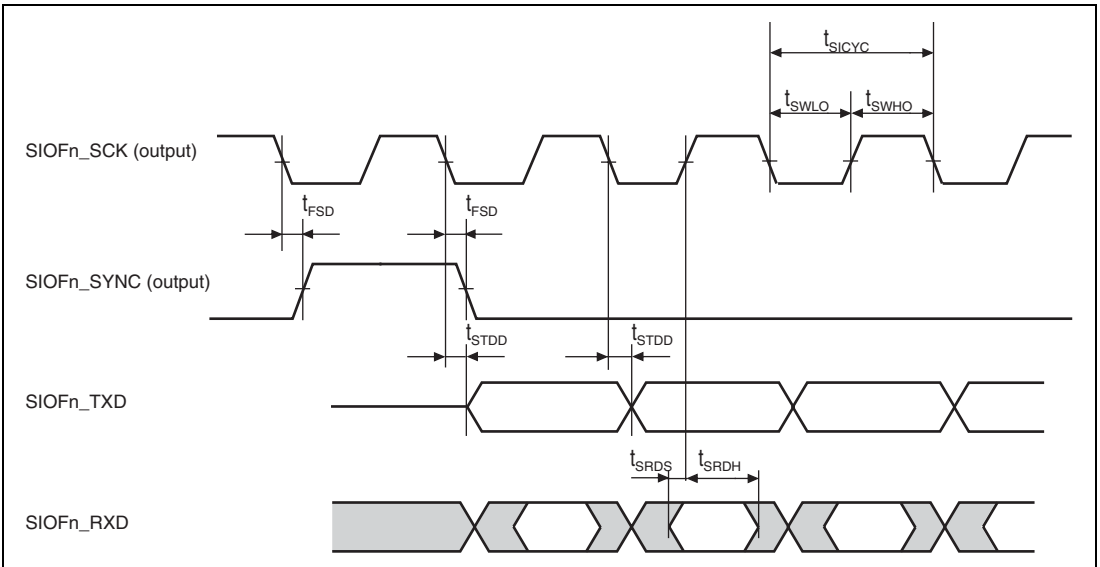 tSICYC
tSWLO tSWHO
SIOFn_SCK (output)
tFSD tFSD
SIOFn_SYNC (output)
tSTDD tSTDD
SIOFn_TXD
tSRDS tSRDH
SIOFn_RXD